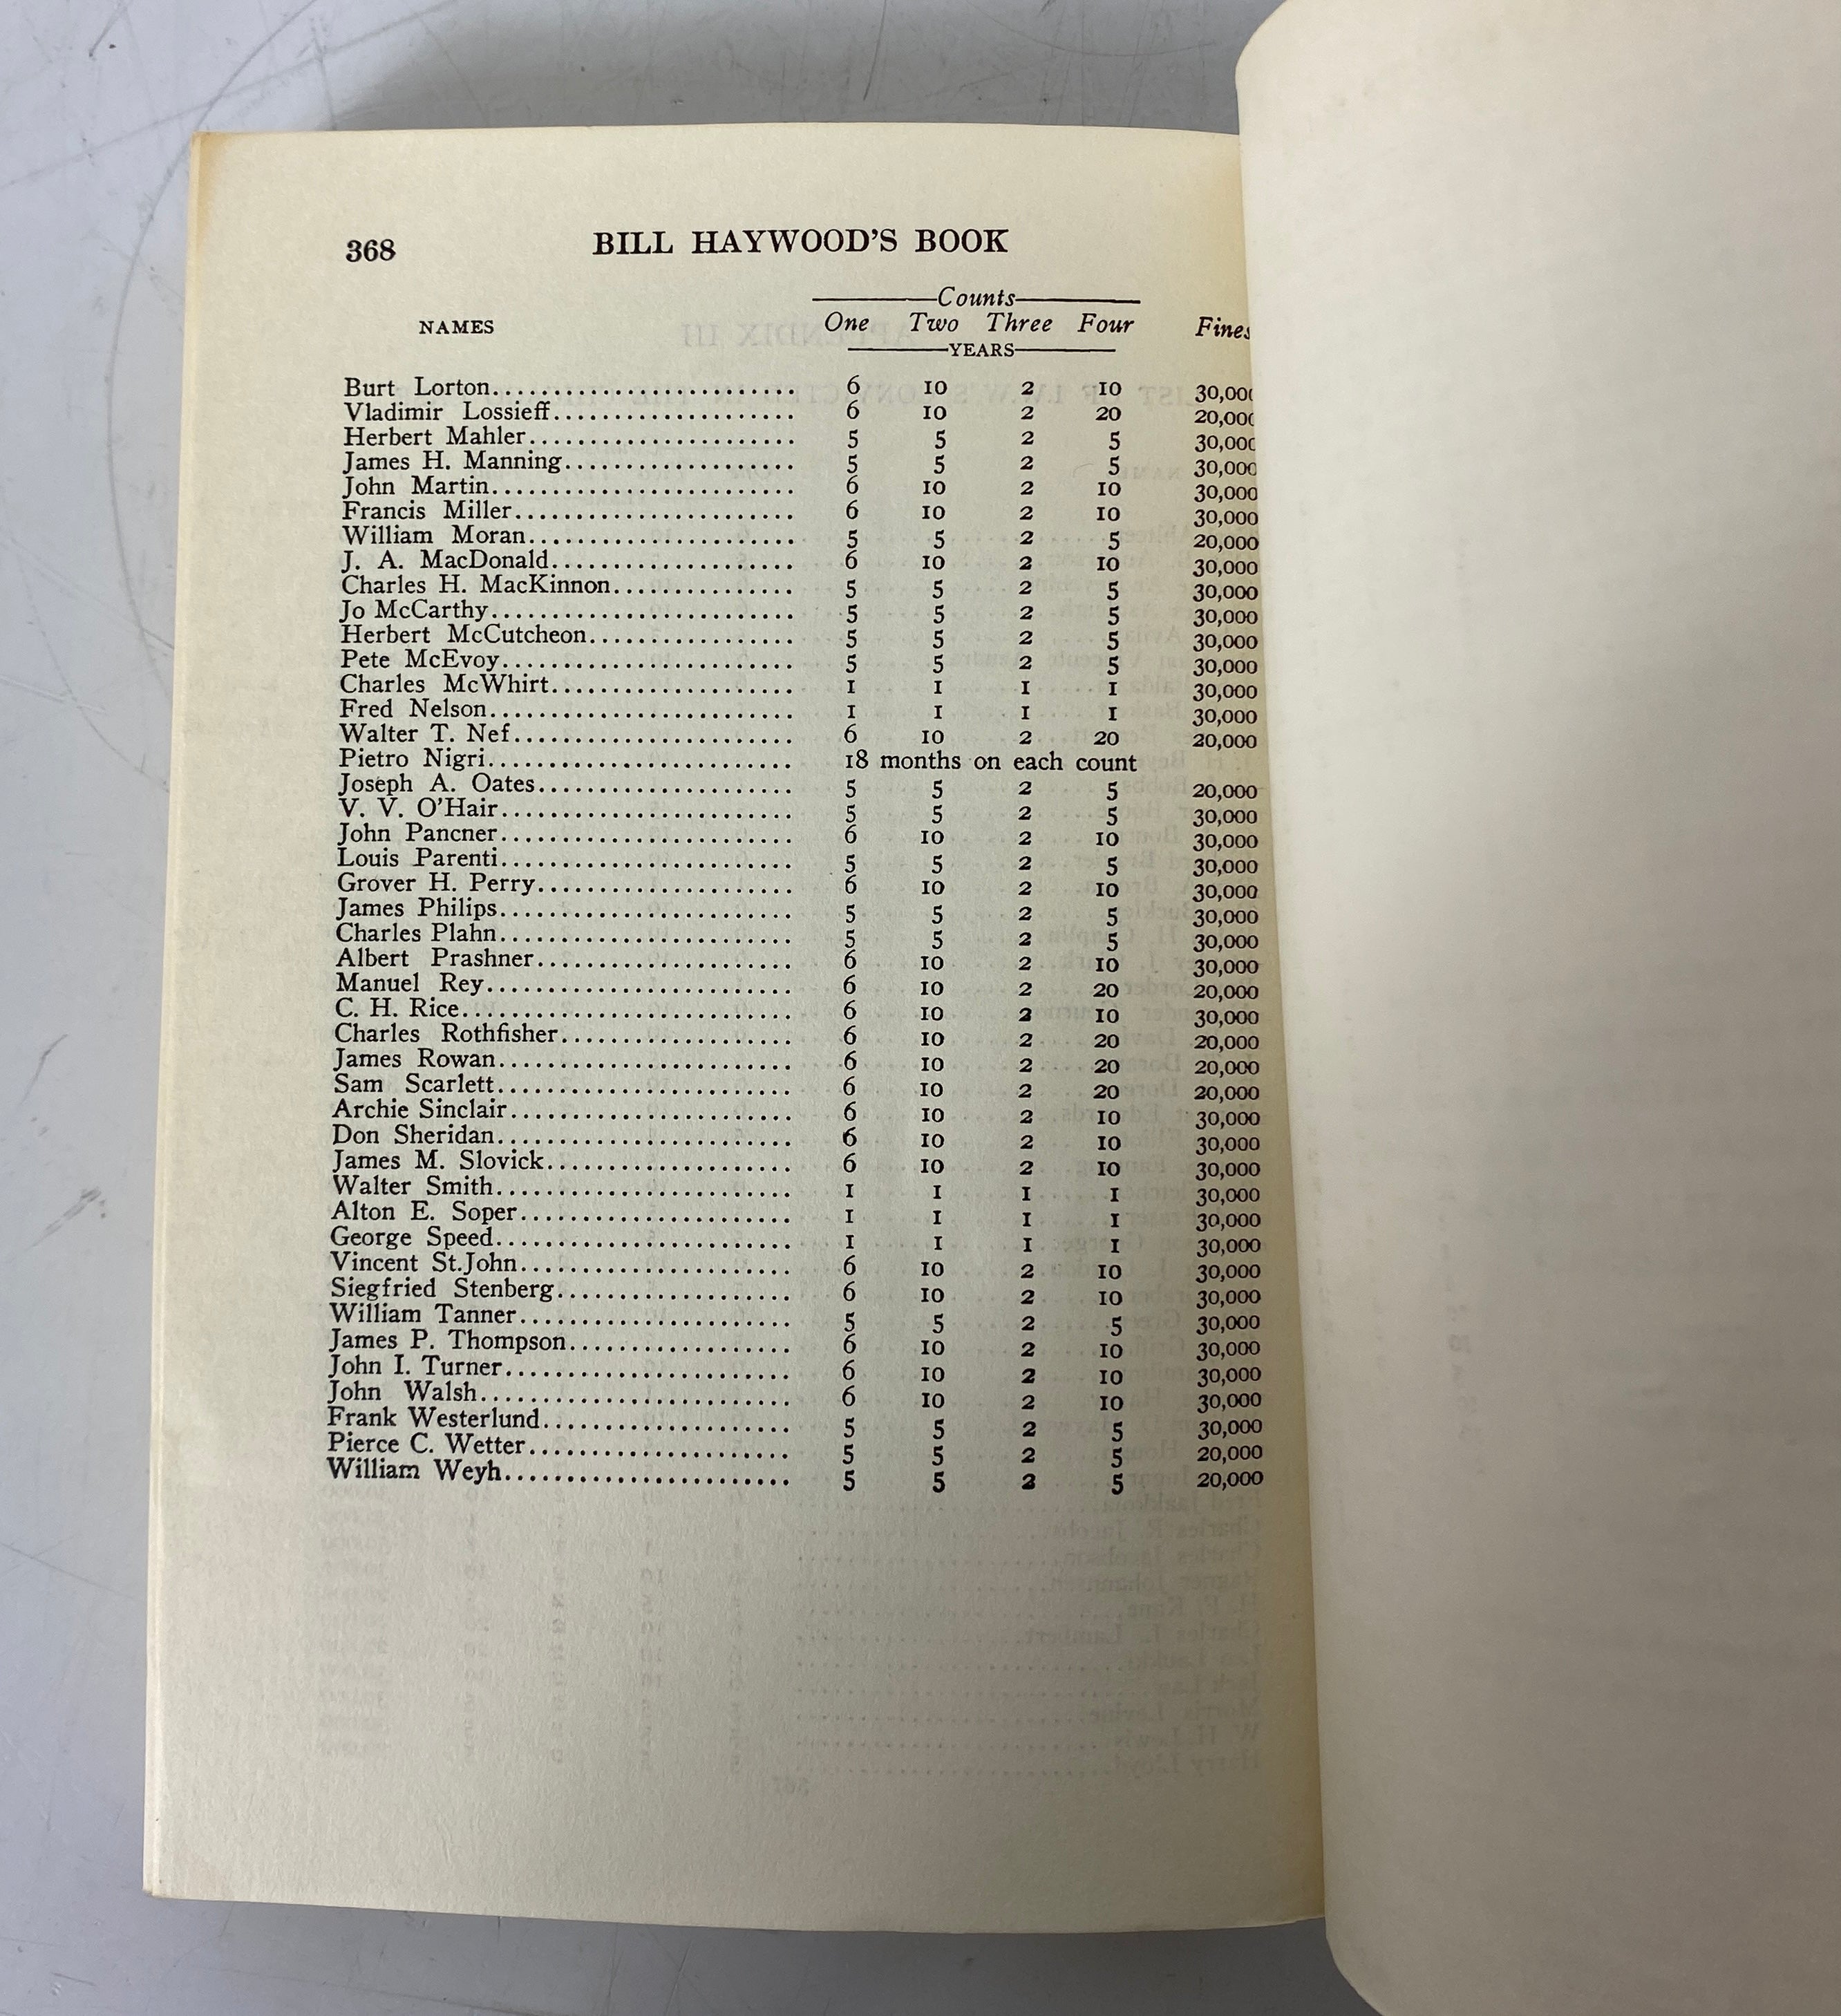 368 BILL HAYWOOD'S BOOK
Counts
NAMES One Two Three Four Fines
YEARS
Burt Lorton........................ 6 10 2 10 30,000
Vladimir Lossieff................... 6 10 2 20 20,000
Herbert Mahler..................... 5 5 2 5 30,000
James H. Manning.................. 5 5 2 5 30,000
John Martin........................ 6 10 2 10 30,000
Francis Miller...................... 6 10 2 10 30,000
William Moran..................... 5 5 2 5 20,000
J. A. MacDonald................... 6 10 2 10 30,000
Charles H. MacKinnon.............. 5 5 2 5 30,000
Jo McCarthy........................ 5 5 2 5 30,000
Herbert McCutcheon................ 5 5 2 5 30,000
Pete McEvoy....................... 5 5 2 5 30,000
Charles McWhirt................... 1 1 1 1 30,000
Fred Nelson........................ 1 1 1 1 30,000
Walter T. Nef...................... 6 10 2 20 20,000
Pietro Nigri........................ 18 months on each count
Joseph A. Oates.................... 5 5 2 5 20,000
V. V. O'Hair....................... 5 5 2 5 30,000
John Pancner....................... 6 10 2 10 30,000
Louis Parenti....................... 5 5 2 5 30,000
Grover H. Perry.................... 6 10 2 10 30,000
James Philips....................... 5 5 2 5 30,000
Charles Plahn....................... 5 5 2 5 30,000
Albert Prashner.................... 6 10 2 10 30,000
Manuel Rey........................ 6 10 2 20 20,000
C. H. Rice.......................... 6 10 2 10 30,000
Charles Rothfisher.................. 6 10 2 20 20,000
James Rowan....................... 6 10 2 20 20,000
Sam Scarlett....................... 6 10 2 20 20,000
Archie Sinclair...................... 6 10 2 10 30,000
Don Sheridan....................... 6 10 2 10 30,000
James M. Slovick................... 6 10 2 10 30,000
Walter Smith....................... 1 1 1 1 30,000
Alton E. Soper..................... 1 1 1 1 30,000
George Speed....................... 1 1 1 1 30,000
Vincent St.John..................... 6 10 2 10 30,000
Siegfried Stenberg.................. 6 10 2 10 30,000
William Tanner..................... 5 5 2 5 30,000
James P. Thompson................. 6 10 2 10 30,000
John I. Turner...................... 6 10 2 10 30,000
John Walsh........................ 6 10 2 10 30,000
Frank Westerlund................... 5 5 2 5 30,000
Pierce C. Wetter.................... 5 5 2 5 20,000
William Weyh...................... 5 5 2 5 20,000